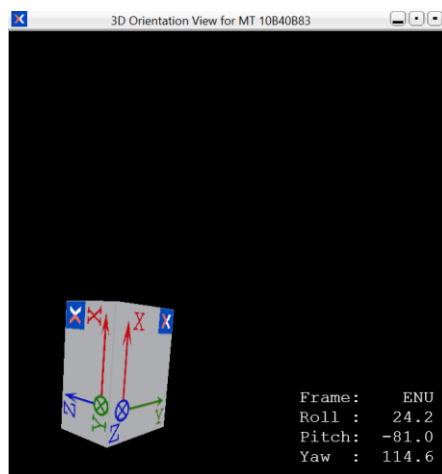 3D Orientation View for MT 10B40B83
X X
Z Y Z Y
Frame: ENU
Roll : 24.2
Pitch: -81.0
Yaw : 114.6